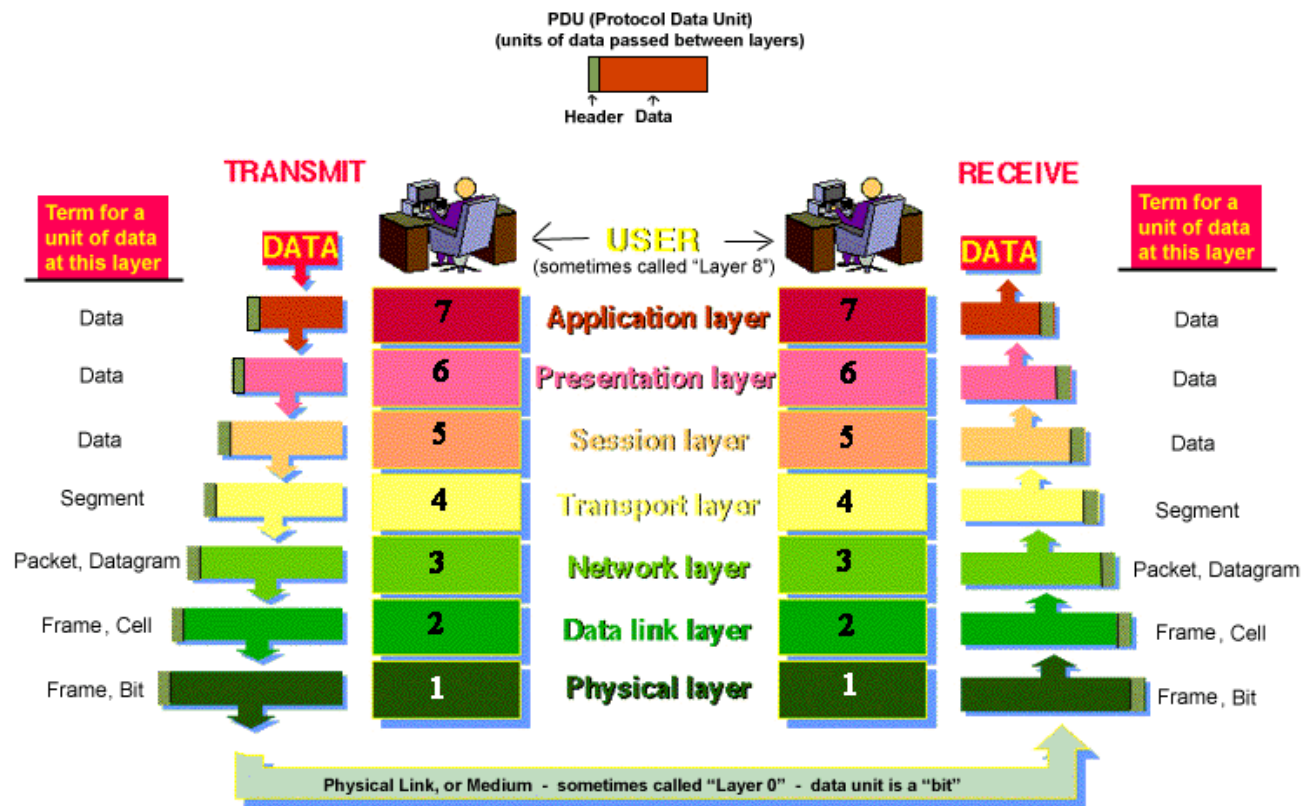 PDU (Protocol Data Unit)
(units of data passed between layers)
Header Data
TRANSMIT
RECEIVE
Term for a
unit of data
at this layer
DATA
USER
(sometimes called "Layer 8")
DATA
Term for a
unit of data
at this layer
Data 7 Application layer 7 Data
Data 6 Presentation layer 6 Data
Data 5 Session layer 5 Data
Segment 4 Transport layer 4 Segment
Packet, Datagram 3 Network layer 3 Packet, Datagram
Frame, Cell 2 Data link layer 2 Frame, Cell
Frame, Bit 1 Physical layer 1 Frame, Bit
Physical Link, or Medium - sometimes called "Layer 0" - data unit is a "bit"